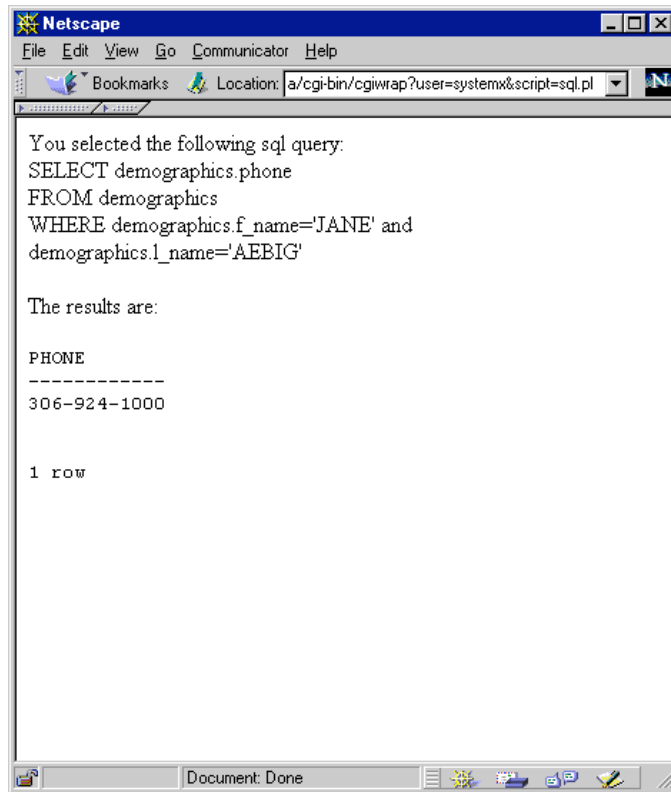 Netscape
File Edit View Go Communicator Help
Bookmarks Location: a/cgi-bin/cgiwrap?user=systemx&script=sql.pl N
You selected the following sql query:
SELECT demographics.phone
FROM demographics
WHERE demographics.f_name='JANE' and
demographics.l_name='AEBIG'
The results are:
PHONE
------------
306-924-1000
1 row
Document: Done